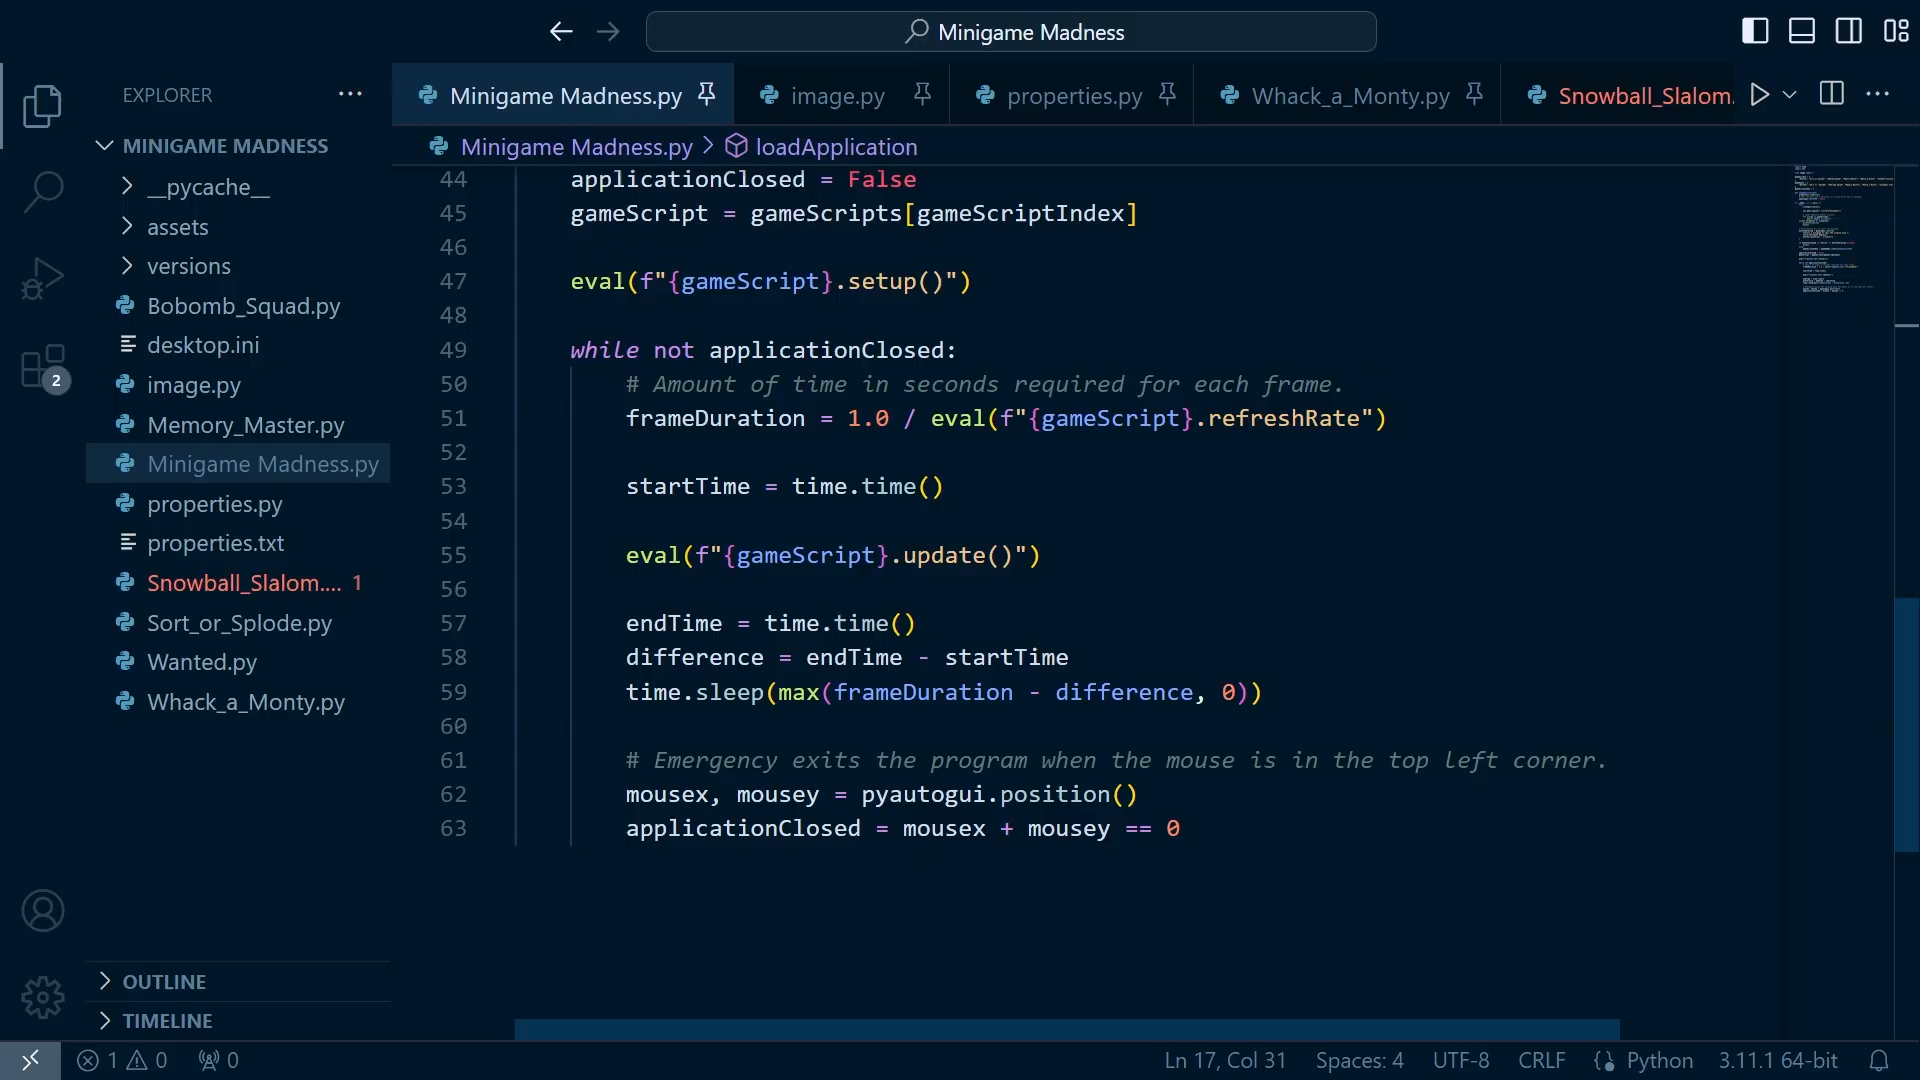 Minigame Madness
EXPLORER
MINIGAME MADNESS
__pycache__
assets
versions
Bobomb_Squad.py
desktop.ini
image.py
Memory_Master.py
Minigame Madness.py
properties.py
properties.txt
Snowball_Slalom.... 1
Sort_or_Splode.py
Wanted.py
Whack_a_Monty.py
2
OUTLINE
TIMELINE
Minigame Madness.py image.py properties.py Whack_a_Monty.py Snowball_Slalom.
Minigame Madness.py > loadApplication
44 applicationClosed = False
45 gameScript = gameScripts[gameScriptIndex]
46
47 eval(f"{gameScript}.setup()")
48
49 while not applicationClosed:
50 # Amount of time in seconds required for each frame.
51 frameDuration = 1.0 / eval(f"{gameScript}.refreshRate")
52
53 startTime = time.time()
54
55 eval(f"{gameScript}.update()")
56
57 endTime = time.time()
58 difference = endTime - startTime
59 time.sleep(max(frameDuration - difference, 0))
60
61 # Emergency exits the program when the mouse is in the top left corner.
62 mousex, mousey = pyautogui.position()
63 applicationClosed = mousex + mousey == 0
1 0 0 Ln 17, Col 31 Spaces: 4 UTF-8 CRLF Python 3.11.1 64-bit